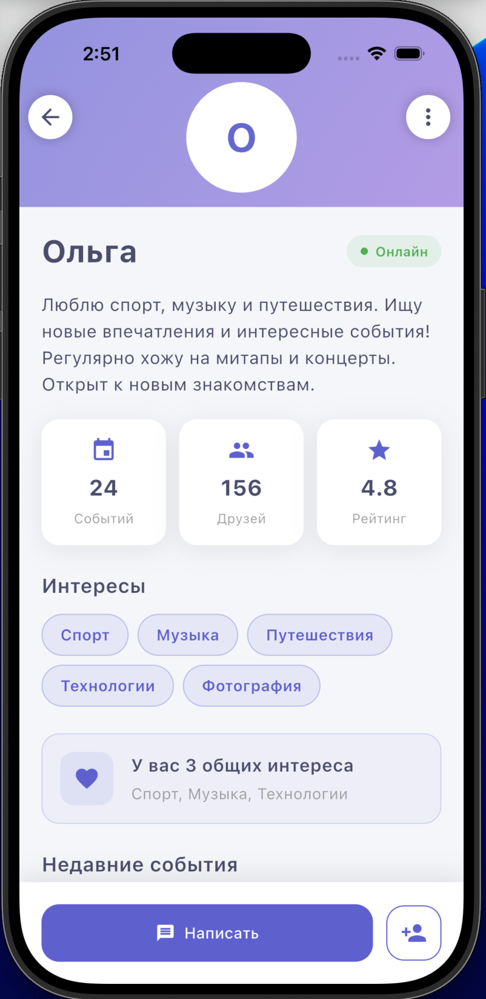 2:51
О
Ольга
Онлайн
Люблю спорт, музыку и путешествия. Ищу
новые впечатления и интересные события!
Регулярно хожу на митапы и концерты.
Открыт к новым знакомствам.
24
156
4.8
Событий
Друзей
Рейтинг
Интересы
Спорт
Музыка
Путешествия
Технологии
Фотография
У вас 3 общих интереса
Спорт, Музыка, Технологии
Недавние события
Написать